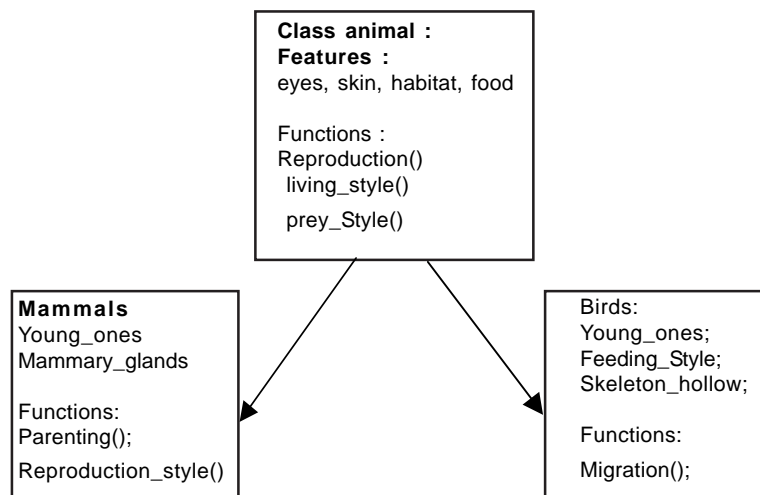 Class animal :
Features :
eyes, skin, habitat, food
Functions :
Reproduction()
living_style()
prey_Style()
Mammals
Young_ones
Mammary_glands
Functions:
Parenting();
Reproduction_style()
Birds:
Young_ones;
Feeding_Style;
Skeleton_hollow;
Functions:
Migration();